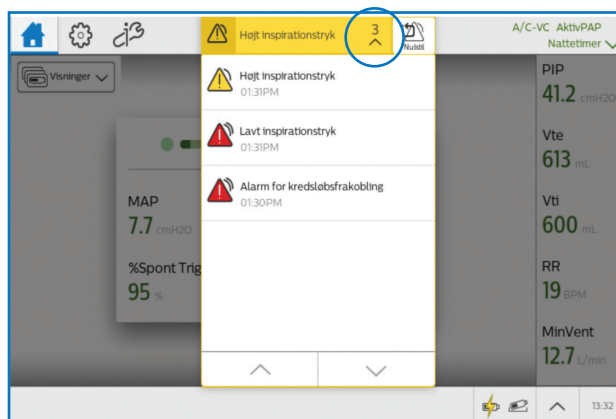 Højt inspirationstryk
3
Nulstil
A/C-VC AktivPAP
Nattetimer
Visninger
Højt inspirationstryk
01:31PM
Lavt inspirationstryk
01:31PM
Alarm for kredsløbsfrakobling
01:30PM
MAP
7.7 cmH2O
%Spont Trig
95 %
PIP
41.2 cmH2O
Vte
613 mL
Vti
600 mL
RR
19 BPM
MinVent
12.7 L/min
13:32